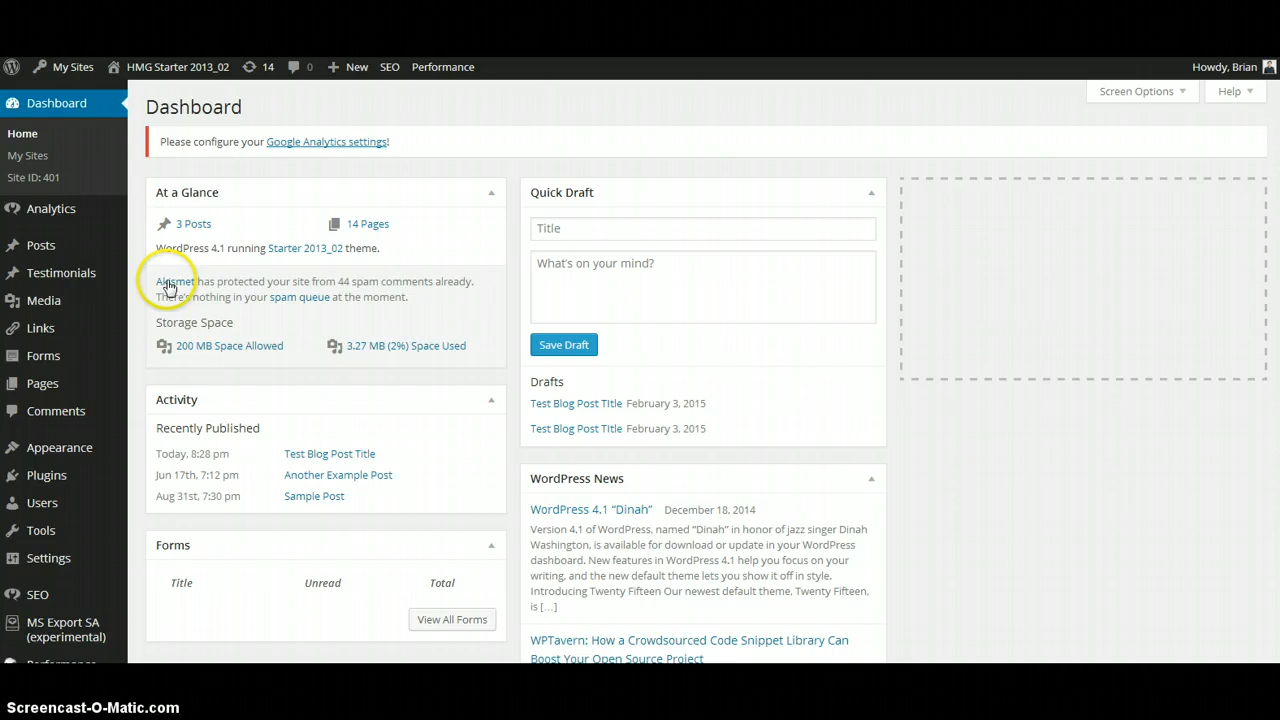 My Sites HMG Starter 2013_02 14 0 New SEO Performance Howdy, Brian
Dashboard
Home
My Sites
Site ID: 401
Analytics
Posts
Testimonials
Media
Links
Forms
Pages
Comments
Appearance
Plugins
Users
Tools
Settings
SEO
MS Export SA
(experimental)
Performance
Screen Options Help
Dashboard
Please configure your Google Analytics settings!
At a Glance
3 Posts 14 Pages
WordPress 4.1 running Starter 2013_02 theme.
Akismet has protected your site from 44 spam comments already.
There's nothing in your spam queue at the moment.
Storage Space
200 MB Space Allowed 3.27 MB (2%) Space Used
Activity
Recently Published
Today, 8:28 pm Test Blog Post TItle
Jun 17th, 7:12 pm Another Example Post
Aug 31st, 7:30 pm Sample Post
Forms
Title Unread Total
View All Forms
Quick Draft
Title
What's on your mind?
Save Draft
Drafts
Test Blog Post TItle February 3, 2015
Test Blog Post TItle February 3, 2015
WordPress News
WordPress 4.1 “Dinah” December 18, 2014
Version 4.1 of WordPress, named “Dinah” in honor of jazz singer Dinah
Washington, is available for download or update in your WordPress
dashboard. New features in WordPress 4.1 help you focus on your
writing, and the new default theme lets you show it off in style.
Introducing Twenty Fifteen Our newest default theme, Twenty Fifteen,
is […]
WPTavern: How a Crowdsourced Code Snippet Library Can
Boost Your Open Source Project
Screencast-O-Matic.com